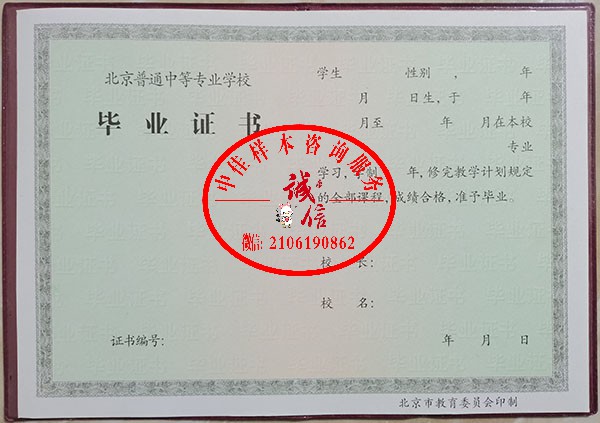 北京普通中等专业学校
毕业证书
证书编号:
学生 性别 , 年
月 日生,于 年
月至 年 月在本校
专业
学习, 制 年,修完教学计划规定
的全部课程,成绩合格,准予毕业。
校 长:
校 名:
年 月 日
北京市教育委员会印制
中佳样本咨询服务
诚信
微信: 2106190862